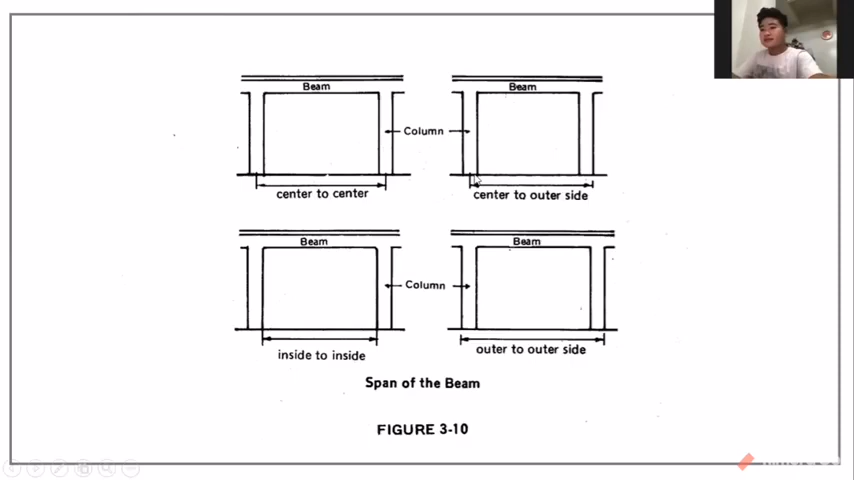 Beam
Beam
Column
center to center
center to outer side
Beam
Beam
Column
inside to inside
outer to outer side
Span of the Beam
FIGURE 3-10